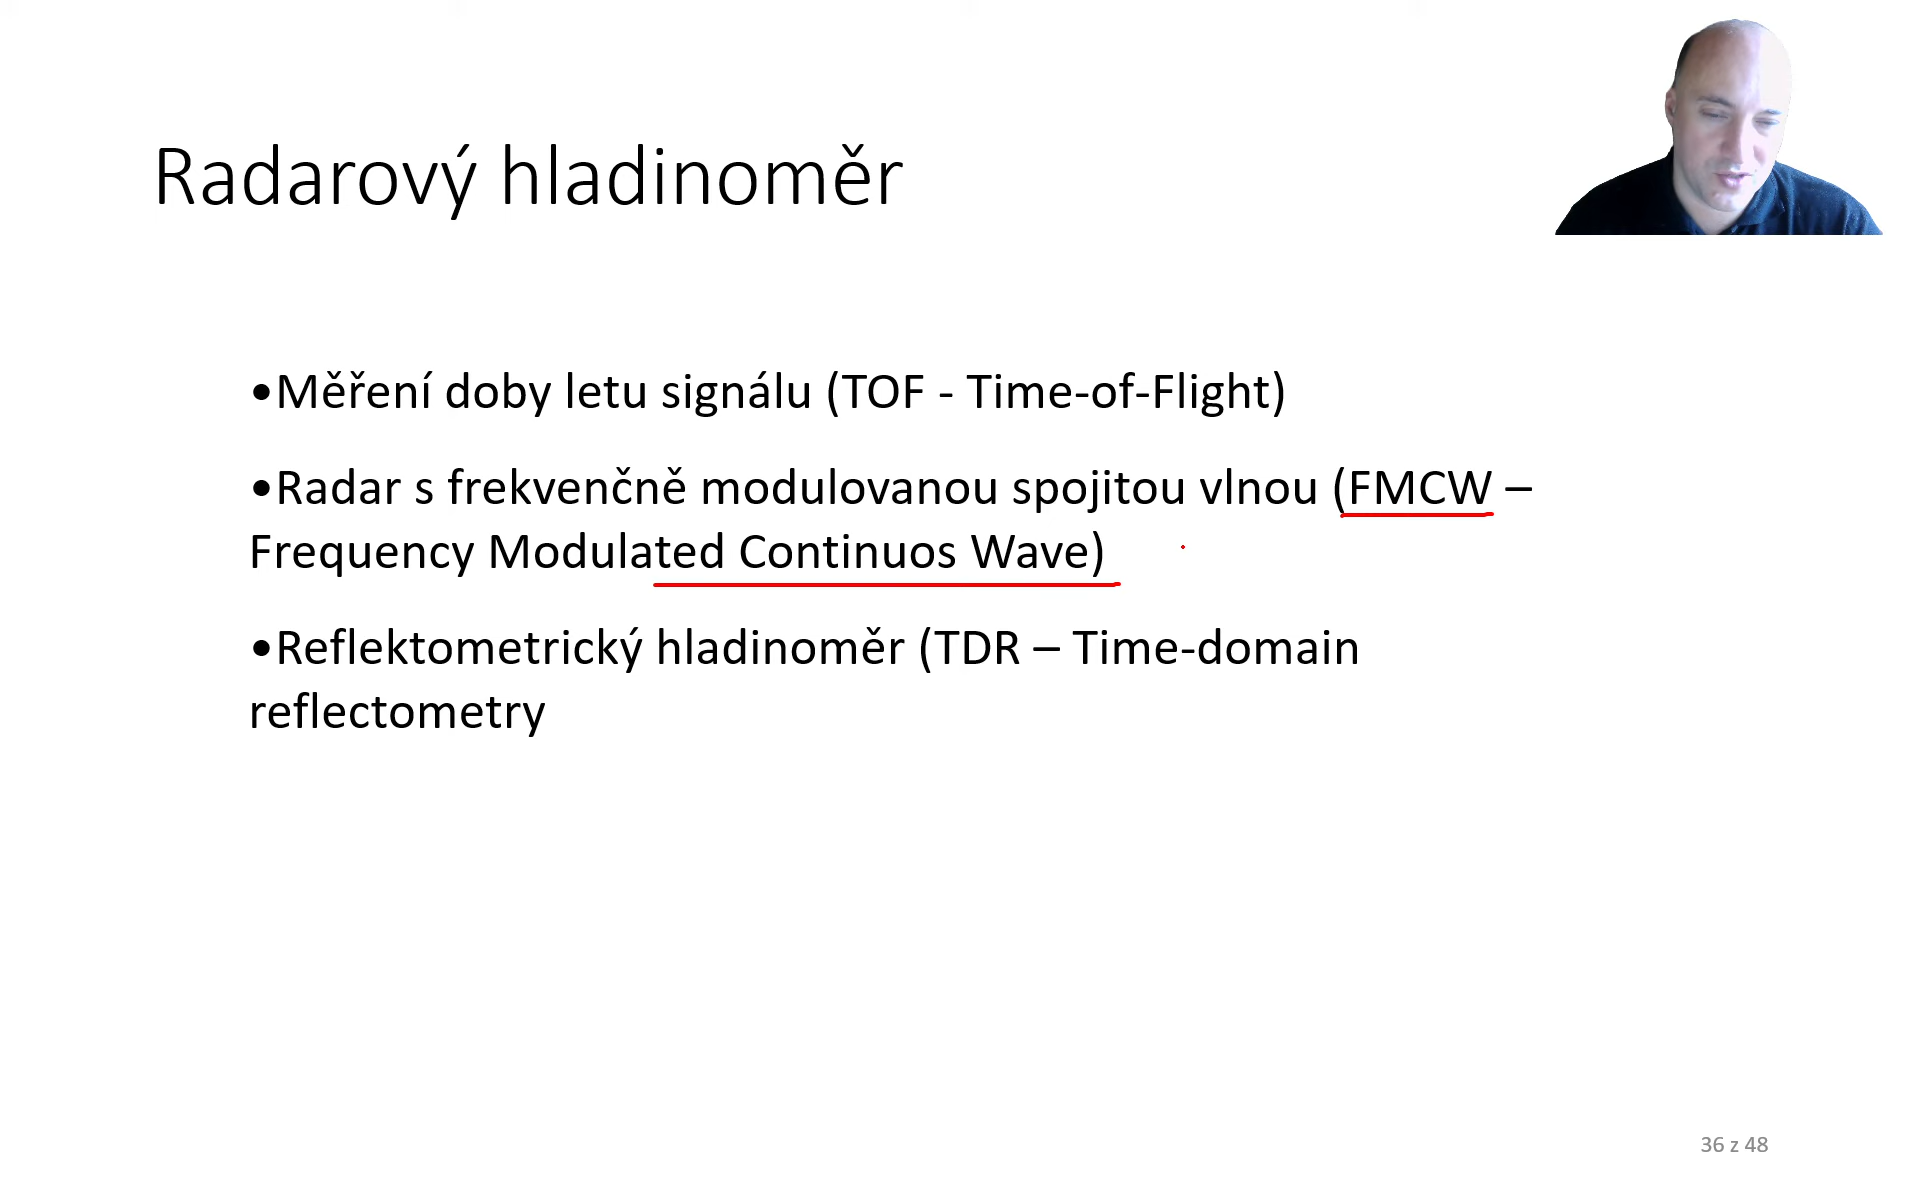 Radarový hladinoměr
•Měření doby letu signálu (TOF - Time-of-Flight)
•Radar s frekvenčně modulovanou spojitou vlnou (FMCW –
Frequency Modulated Continuos Wave)
•Reflektometrický hladinoměr (TDR – Time-domain
reflectometry
36 z 48